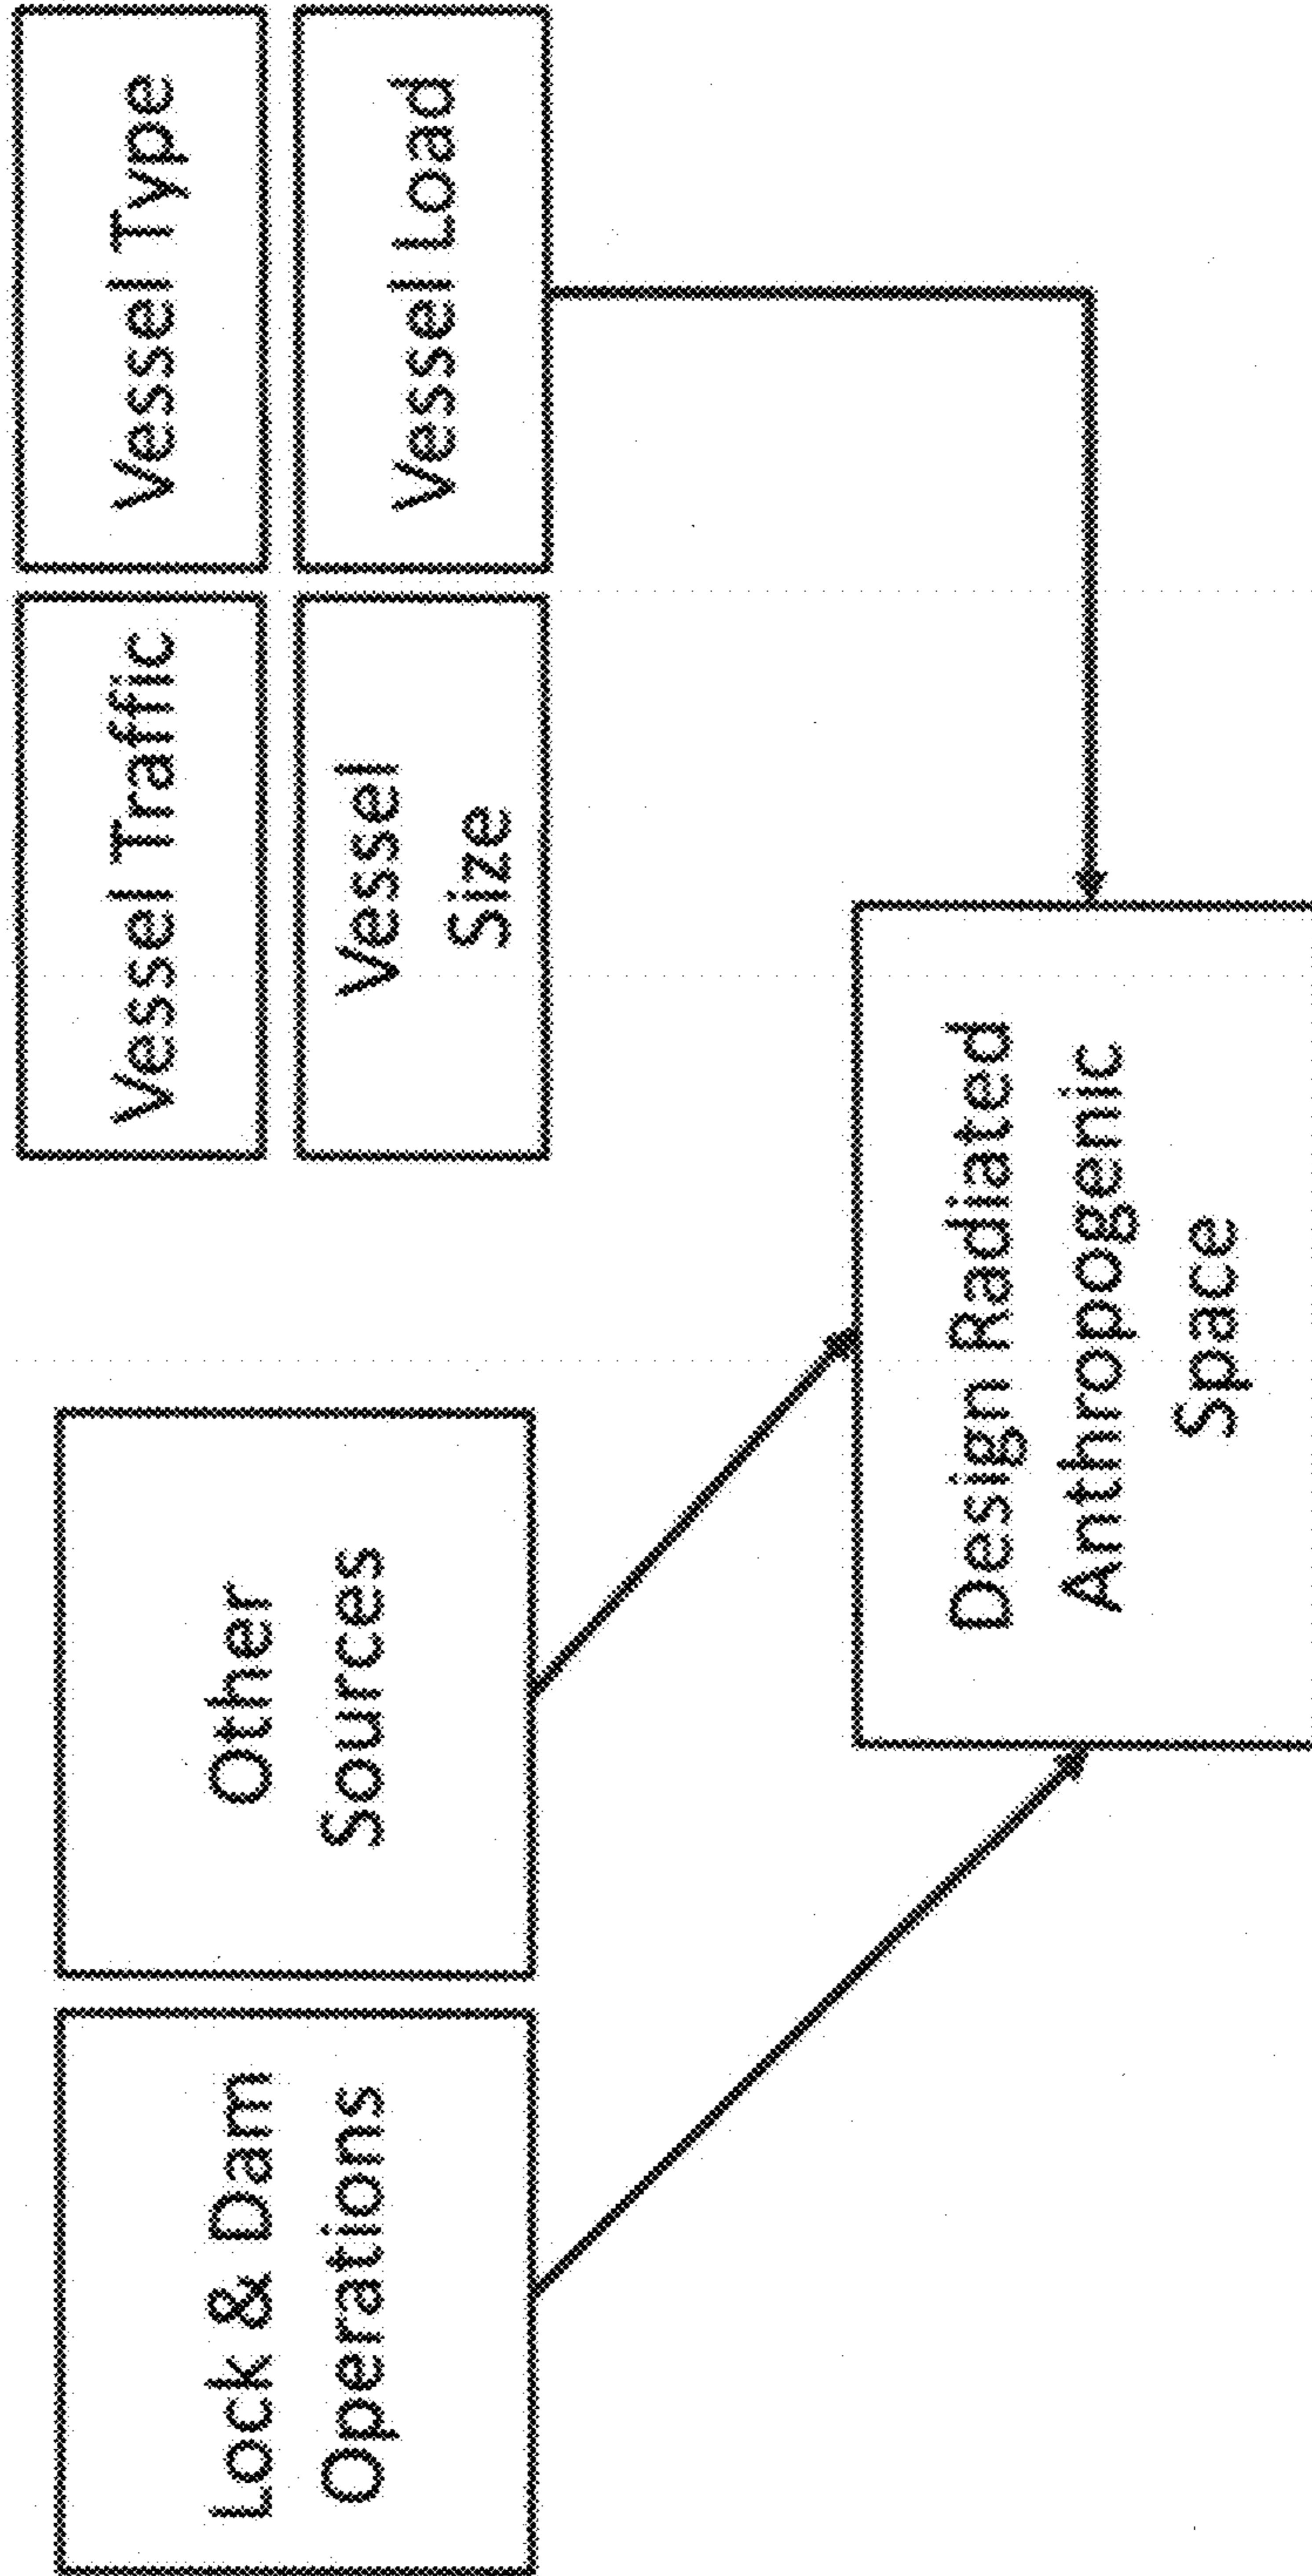 Lock & Dam
Operations
Other
Sources
Vessel Traffic
Vessel Type
Vessel
Size
Vessel Load
Design Radiated
Anthropogenic
Space